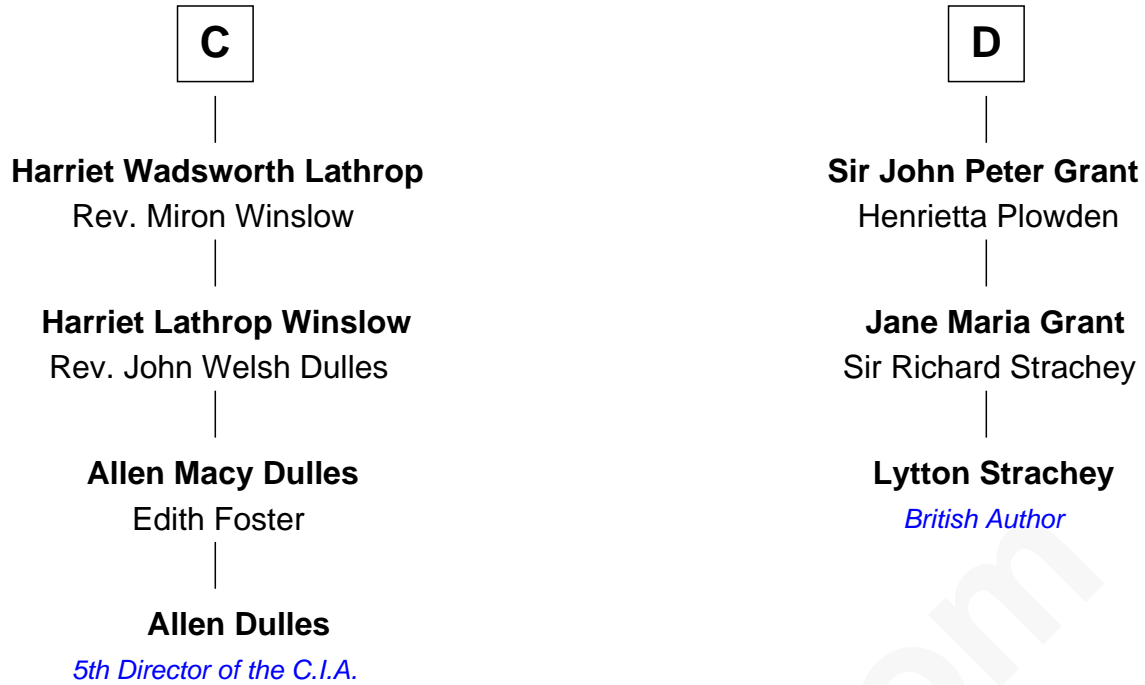 C
Harriet Wadsworth Lathrop
Rev. Miron Winslow
Harriet Lathrop Winslow
Rev. John Welsh Dulles
Allen Macy Dulles
Edith Foster
Allen Dulles
5th Director of the C.I.A.
D
Sir John Peter Grant
Henrietta Plowden
Jane Maria Grant
Sir Richard Strachey
Lytton Strachey
British Author
om